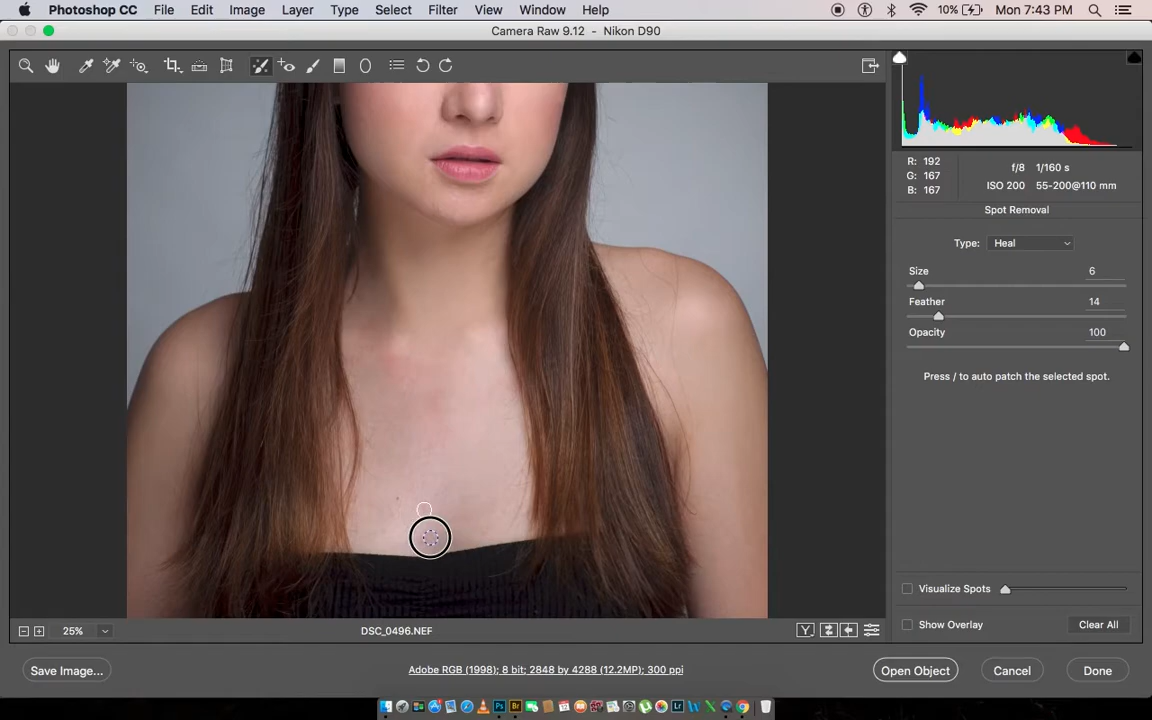 Photoshop CC File Edit Image Layer Type Select Filter View Window Help 10% Mon 7:43 PM
Camera Raw 9.12 - Nikon D90
R: 192
G: 167
B: 167
f/8 1/160 s
ISO 200 55-200@110 mm
Spot Removal
Type: Heal
Size 6
Feather 14
Opacity 100
Press / to auto patch the selected spot.
Visualize Spots
Show Overlay Clear All
25% DSC_0496.NEF Y
Save Image... Adobe RGB (1998); 8 bit; 2848 by 4288 (12.2MP); 300 ppi Open Object Cancel Done
Ps Br Lr